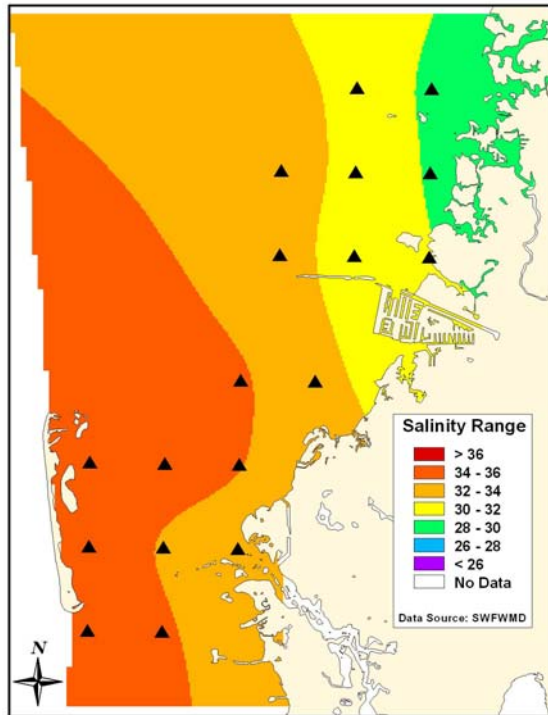 Salinity Range
> 36
34 - 36
32 - 34
30 - 32
28 - 30
26 - 28
< 26
No Data
Data Source: SWFWMD
N